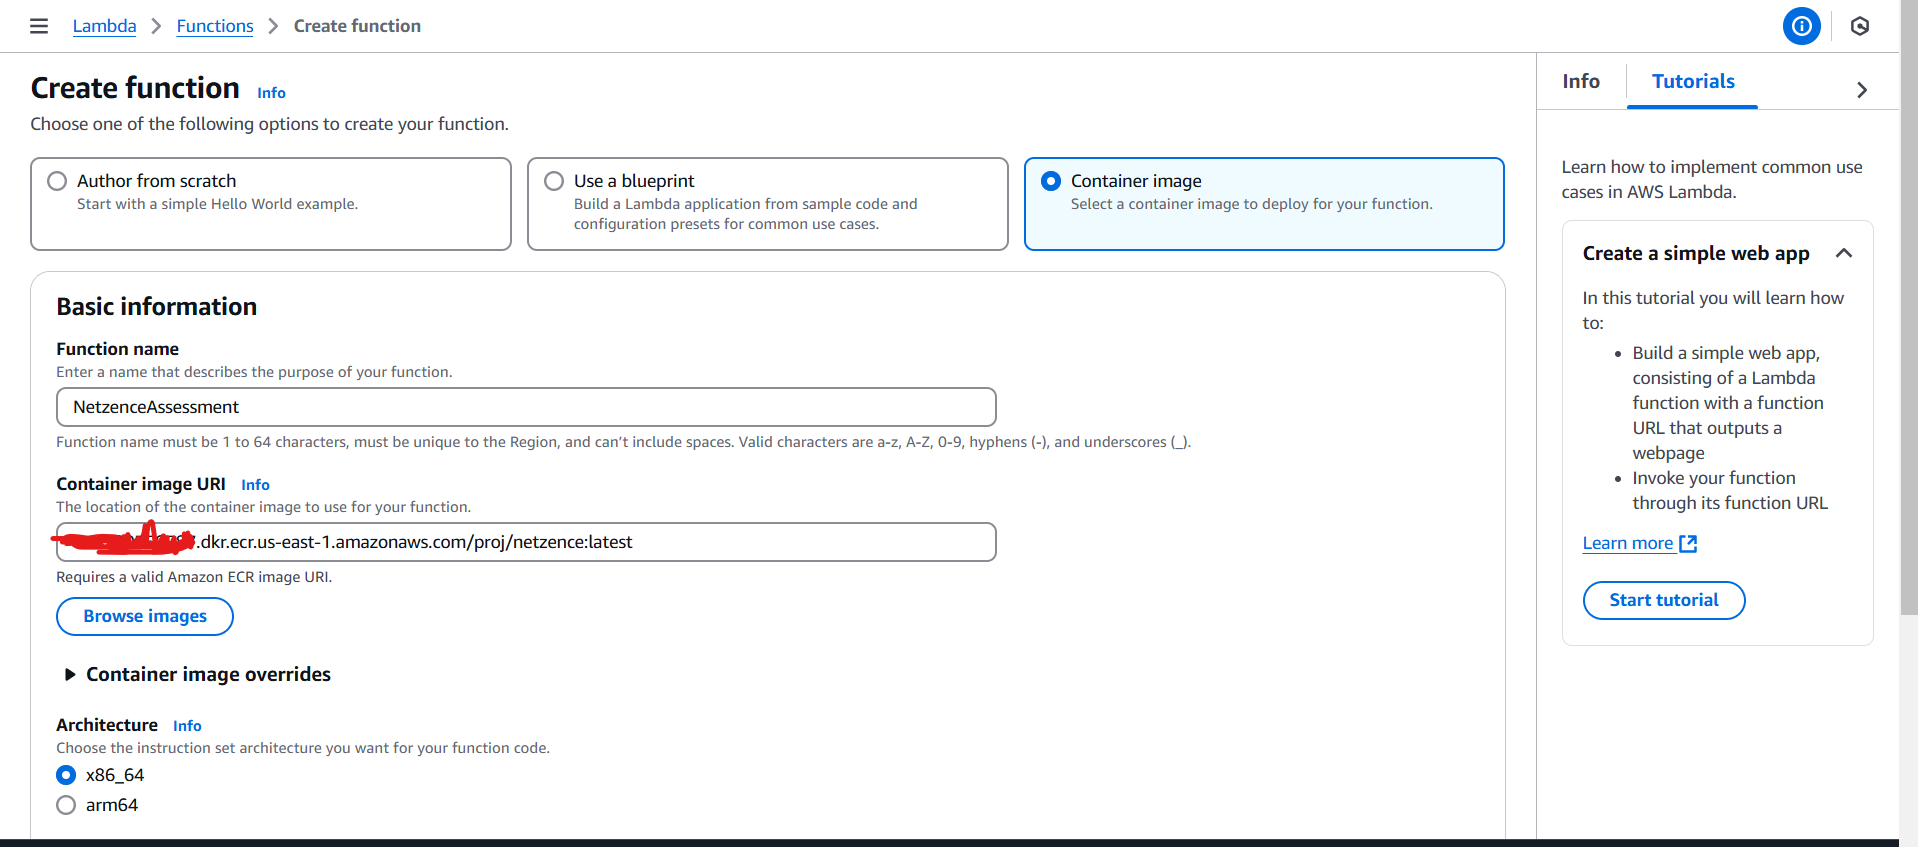 Lambda
Functions
Create function
Create function
Info
Choose one of the following options to create your function.
Author from scratch
Start with a simple Hello World example.
Use a blueprint
Build a Lambda application from sample code and
configuration presets for common use cases.
Container image
Select a container image to deploy for your function.
Basic information
Function name
Enter a name that describes the purpose of your function.
NetzenceAssessment
Function name must be 1 to 64 characters, must be unique to the Region, and can’t include spaces. Valid characters are a-z, A-Z, 0-9, hyphens (-), and underscores (_).
Container image URI
Info
The location of the container image to use for your function.
.dkr.ecr.us-east-1.amazonaws.com/proj/netzence:latest
Requires a valid Amazon ECR image URI.
Browse images
Container image overrides
Architecture
Info
Choose the instruction set architecture you want for your function code.
x86_64
arm64
Info
Tutorials
Learn how to implement common use
cases in AWS Lambda.
Create a simple web app
In this tutorial you will learn how
to:
• Build a simple web app,
consisting of a Lambda
function with a function
URL that outputs a
webpage
• Invoke your function
through its function URL
Learn more
Start tutorial